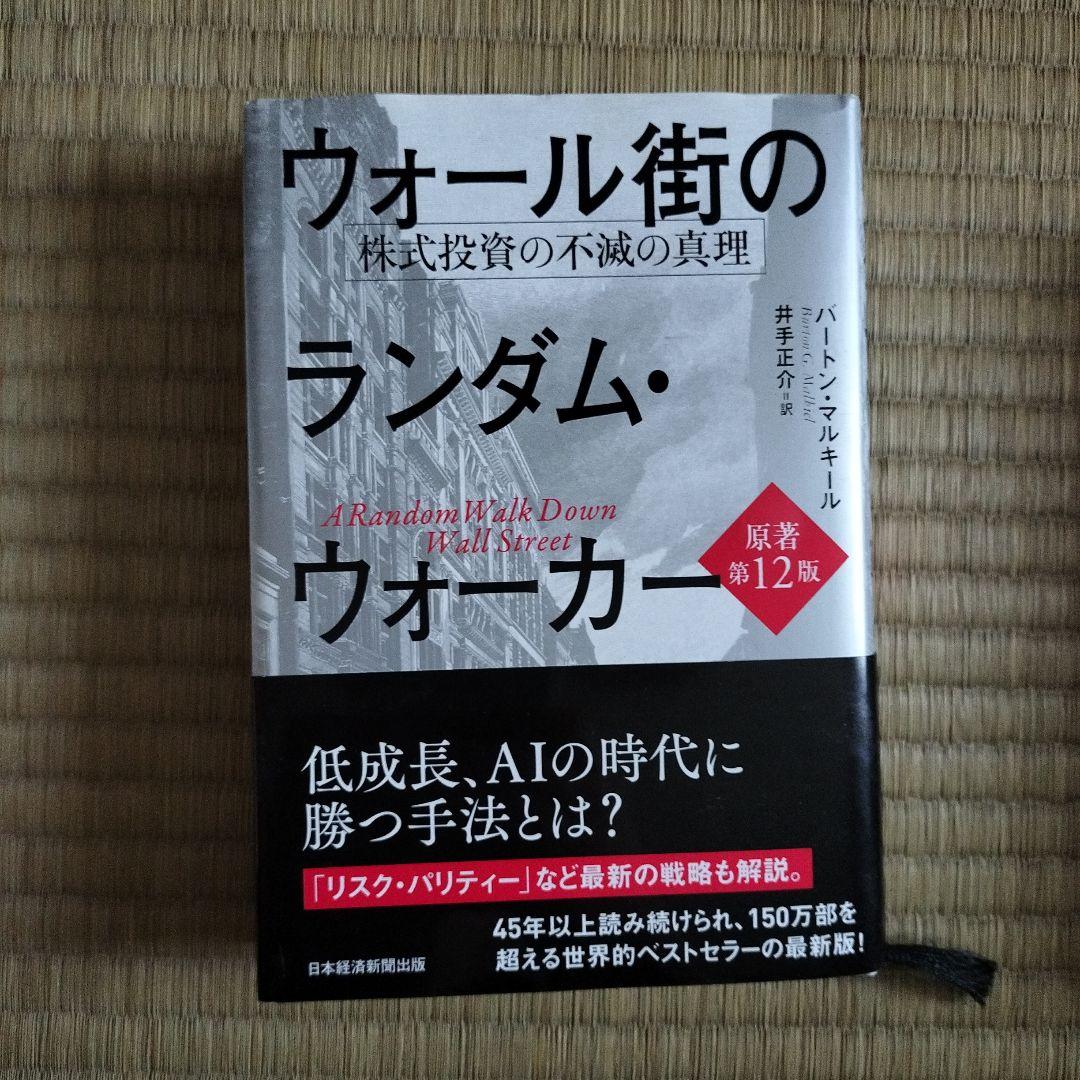 ウォール街の
株式投資の不滅の真理
ランダム・
ウォーカー
A Random Walk Down
Wall Street
バートン・マルキール
Burton G. Malkiel
井手正介=訳
原著
第12版
低成長、AIの時代に
勝つ手法とは?
「リスク・パリティー」など最新の戦略も解説。
45年以上読み続けられ、150万部を
超える世界的ベストセラーの最新版!
日本経済新聞出版